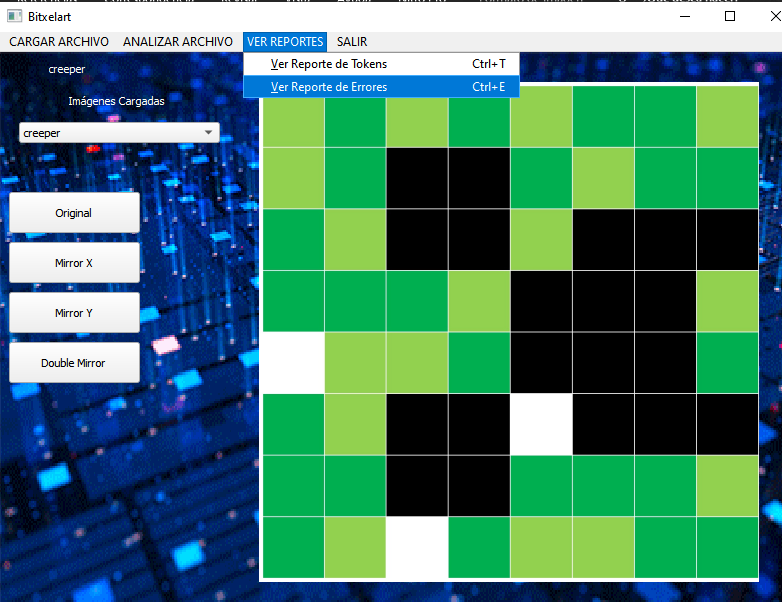 Bitxelart
CARGAR ARCHIVO ANALIZAR ARCHIVO VER REPORTES SALIR
Ver Reporte de Tokens Ctrl+T
Ver Reporte de Errores Ctrl+E
creeper
Imágenes Cargadas
creeper
Original
Mirror X
Mirror Y
Double Mirror